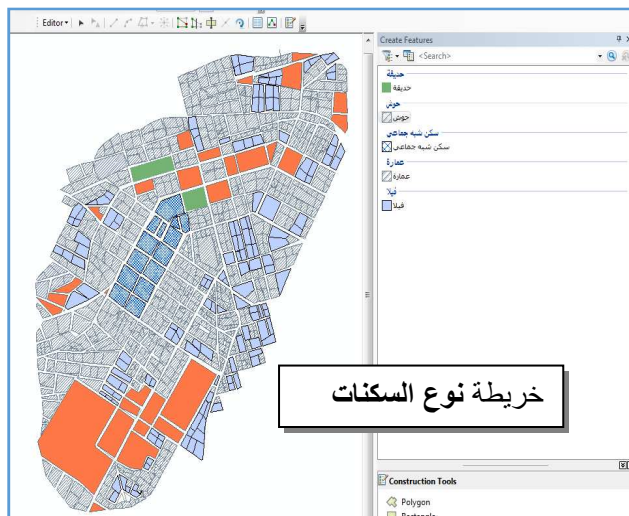 Editor
Create Features
<Search>
حديقة
حديقة
حوش
حوش
سكن شبه جماعي
سكن شبه جماعي
عمارة
عمارة
فيلا
فيلا
خريطة نوع السكنات
Construction Tools
Polygon
Rectangle